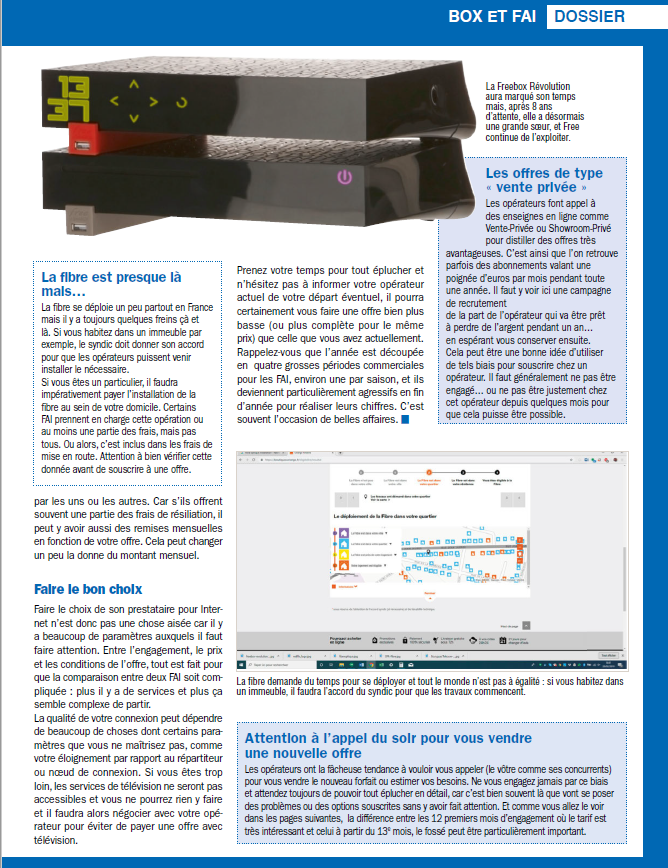 BOX ET FAI DOSSIER
La Freebox Révolution
aura marqué son temps
mais, après 8 ans
d'attente, elle a désormais
une grande sœur, et Free
continue de l'exploiter.
Les offres de type
« vente privée »
Les opérateurs font appel à
des enseignes en ligne comme
Vente-Privée ou Showroom-Privé
pour distiller des offres très
avantageuses. C'est ainsi que l'on retrouve
parfois des abonnements valant une
poignée d'euros par mois pendant toute
une année. Il faut y voir ici une campagne
de recrutement
de la part de l'opérateur qui va être prêt
à perdre de l'argent pendant un an…
en espérant vous conserver ensuite.
Cela peut être une bonne idée d'utiliser
de tels biais pour souscrire chez un
opérateur. Il faut généralement ne pas être
engagé… ou ne pas être justement chez
cet opérateur depuis quelques mois pour
que cela puisse être possible.
La fibre est presque là
mais…
La fibre se déploie un peu partout en France
mais il y a toujours quelques freins çà et
là. Si vous habitez dans un immeuble par
exemple, le syndic doit donner son accord
pour que les opérateurs puissent venir
installer le nécessaire.
Si vous êtes un particulier, il faudra
impérativement payer l'installation de la
fibre au sein de votre domicile. Certains
FAI prennent en charge cette opération ou
au moins une partie des frais, mais pas
tous. Ou alors, c'est inclus dans les frais de
mise en route. Attention à bien vérifier cette
donnée avant de souscrire à une offre.
par les uns ou les autres. Car s'ils offrent
souvent une partie des frais de résiliation, il
peut y avoir aussi des remises mensuelles
en fonction de votre offre. Cela peut changer
un peu la donne du montant mensuel.
Faire le bon choix
Faire le choix de son prestataire pour Inter-
net n'est donc pas une chose aisée car il y
a beaucoup de paramètres auxquels il faut
faire attention. Entre l'engagement, le prix
et les conditions de l'offre, tout est fait pour
que la comparaison entre deux FAI soit com-
pliquée : plus il y a de services et plus ça
semble complexe de partir.
La qualité de votre connexion peut dépendre
de beaucoup de choses dont certains para-
mètres que vous ne maîtrisez pas, comme
votre éloignement par rapport au répartiteur
ou nœud de connexion. Si vous êtes trop
loin, les services de télévision ne seront pas
accessibles et vous ne pourrez rien y faire
et il faudra alors négocier avec votre opé-
rateur pour éviter de payer une offre avec
télévision.
Prenez votre temps pour tout éplucher et
n'hésitez pas à informer votre opérateur
actuel de votre départ éventuel, il pourra
certainement vous faire une offre bien plus
basse (ou plus complète pour le même
prix) que celle que vous avez actuellement.
Rappelez-vous que l'année est découpée
en quatre grosses périodes commerciales
pour les FAI, environ une par saison, et ils
deviennent particulièrement agressifs en fin
d'année pour réaliser leurs chiffres. C'est
souvent l'occasion de belles affaires.
Le déploiement de la Fibre dans votre quartier
La fibre demande du temps pour se déployer et tout le monde n'est pas à égalité : si vous habitez dans
un immeuble, il faudra l'accord du syndic pour que les travaux commencent.
Attention à l'appel du soir pour vous vendre
une nouvelle offre
Les opérateurs ont la fâcheuse tendance à vouloir vous appeler (le vôtre comme ses concurrents)
pour vous vendre le nouveau forfait ou estimer vos besoins. Ne vous engagez jamais par ce biais
et attendez toujours de pouvoir tout éplucher en détail, car c'est bien souvent là que vont se poser
des problèmes ou des options souscrites sans y avoir fait attention. Et comme vous allez le voir
dans les pages suivantes, la différence entre les 12 premiers mois d'engagement où le tarif est
très intéressant et celui à partir du 13e mois, le fossé peut être particulièrement important.
13
37